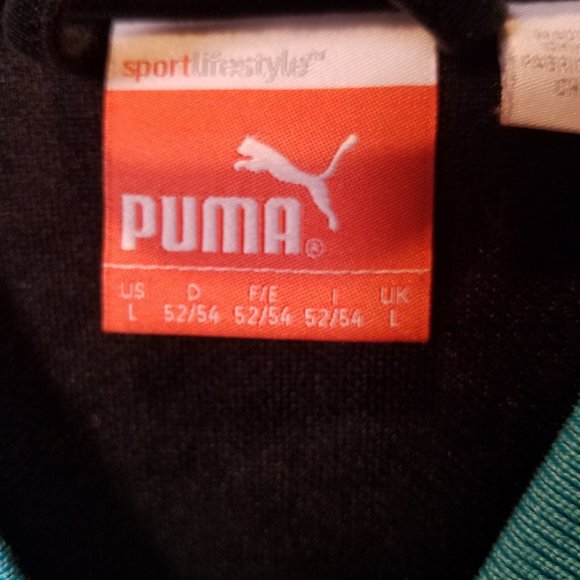 sportlifestyle™
PUMA®
US D F/E I UK
L 52/54 52/54 52/54 L